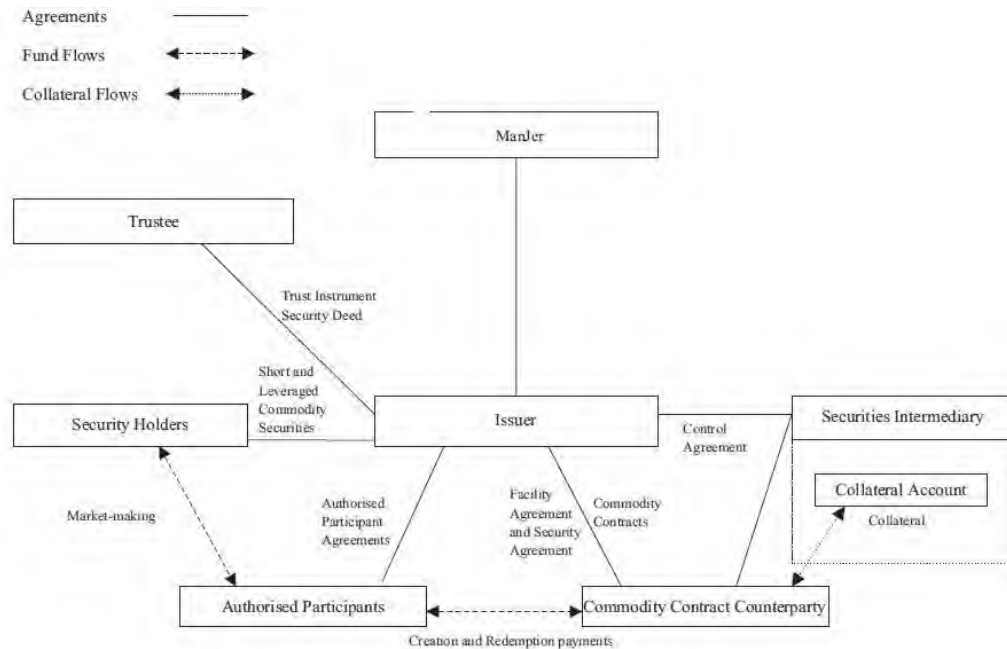 Agreements
Fund Flows
Collateral Flows
ManJer
Trustee
Trust Instrument
Security Deed
Short and
Leveraged
Commodity
Securities
Security Holders
Issuer
Control
Agreement
Securities Intermediary
Collateral Account
Collateral
Market-making
Authorised
Participant
Agreements
Facility
Agreement
and Security
Agreement
Commodity
Contracts
Authorised Participants
Commodity Contract Counterparty
Creation and Redemption payments